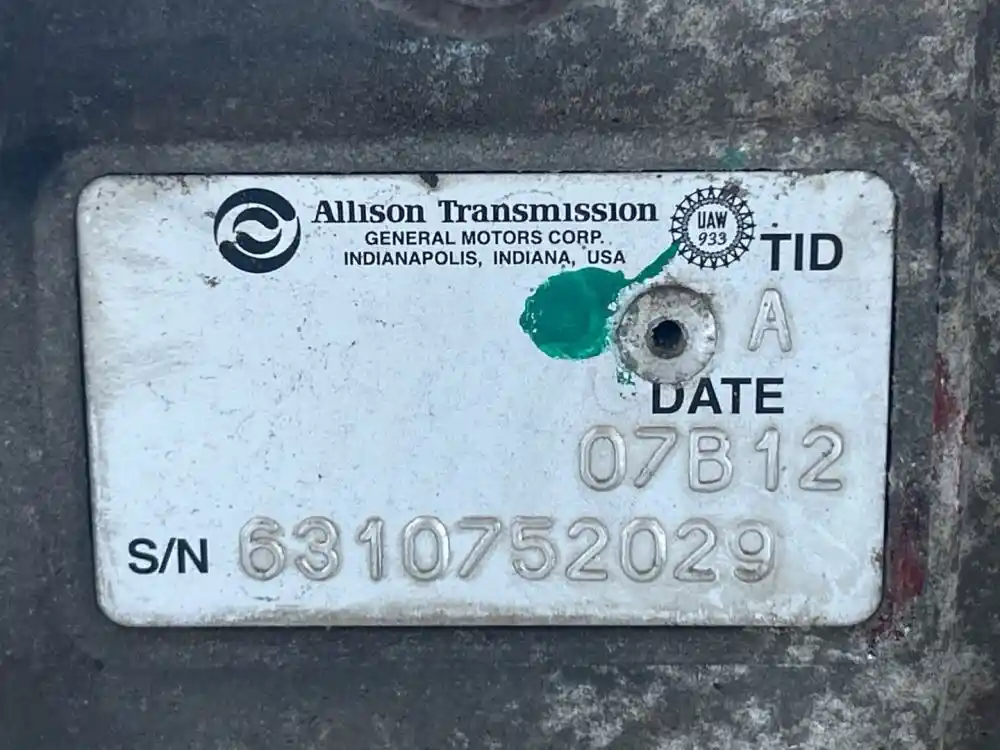 Allison Transmission
GENERAL MOTORS CORP.
INDIANAPOLIS, INDIANA, USA
UAW
933
TID
A
DATE
07B12
S/N 6310752029